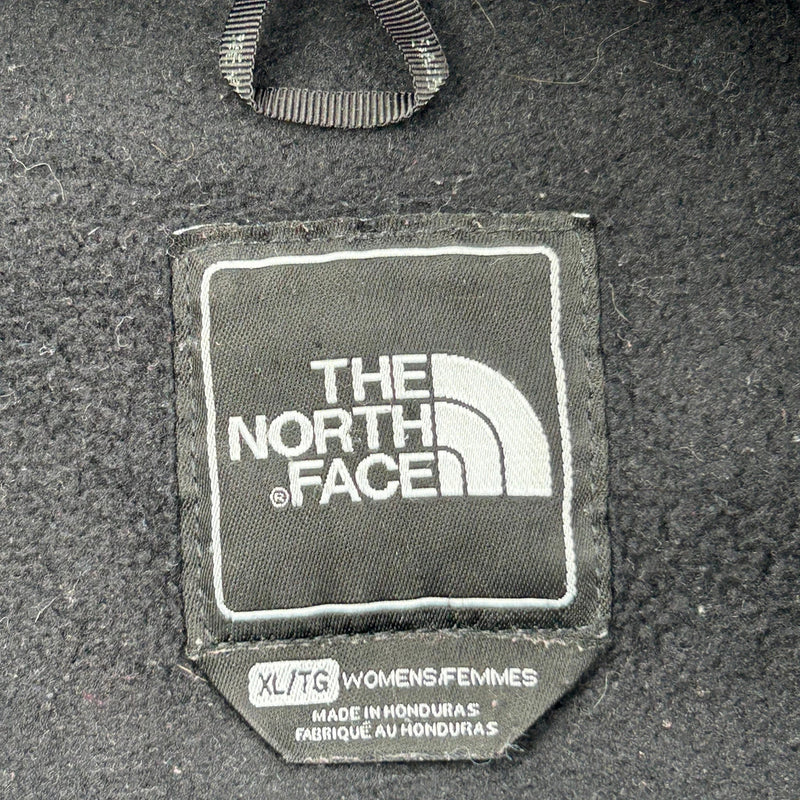 THE
NORTH
® FACE
XL/TG WOMENS/FEMMES
MADE IN HONDURAS
FABRIQUÉ AU HONDURAS